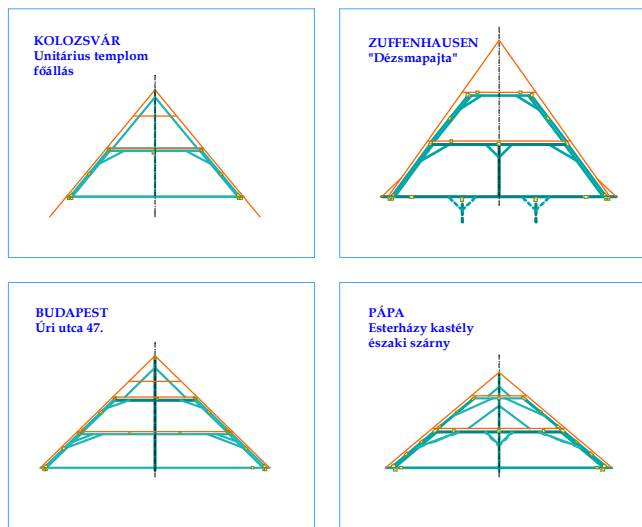 KOLOZSVÁR
Unitárius templom
főállás
ZUFFENHAUSEN
"Dézsmapajta"
BUDAPEST
Úri utca 47.
PÁPA
Esterházy kastély
északi szárny